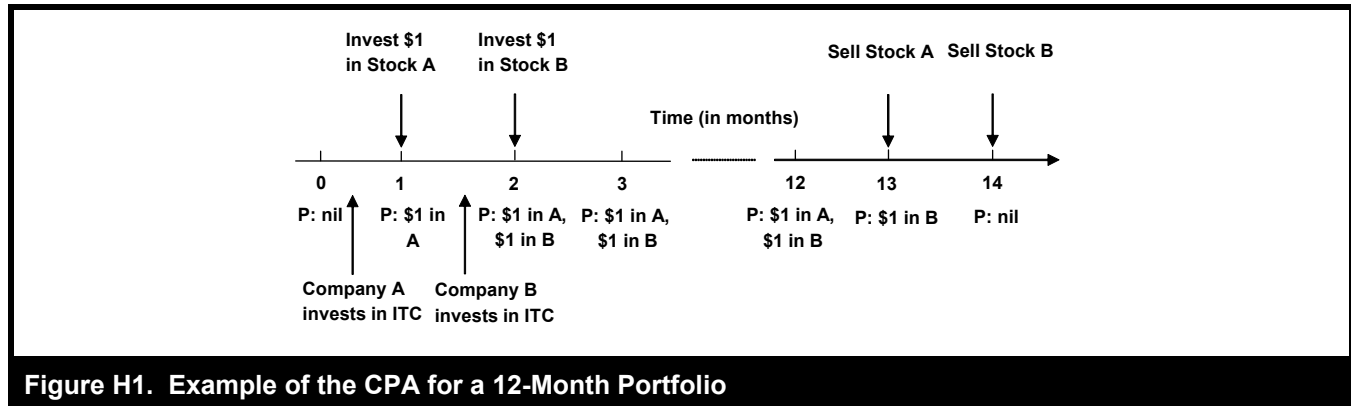 Invest $1
in Stock A
Invest $1
in Stock B
Sell Stock A
Sell Stock B
Time (in months)
0 1 2 3 12 13 14
P: nil
P: $1 in
A
P: $1 in A,
$1 in B
P: $1 in A,
$1 in B
P: $1 in A,
$1 in B
P: $1 in B
P: nil
Company A
invests in ITC
Company B
invests in ITC
Figure H1. Example of the CPA for a 12-Month Portfolio